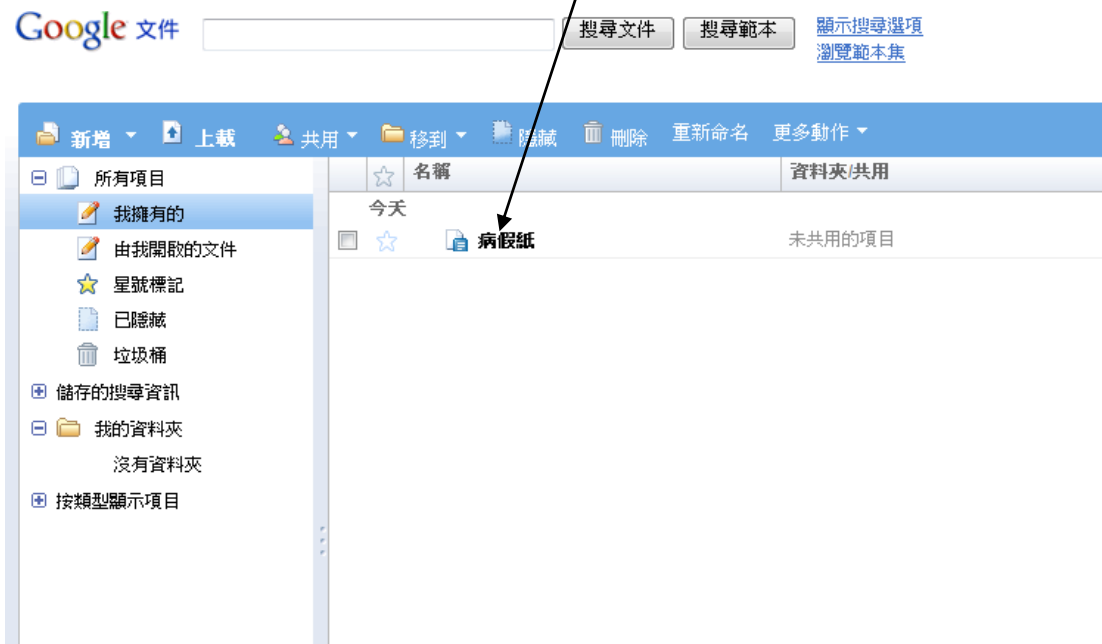 Google 文件 搜尋文件 搜尋範本 顯示搜尋選項
瀏覽範本集
新增 上載 共用 移到 隱藏 刪除 重新命名 更多動作
所有項目 名稱 資料夾/共用
我擁有的 今天
由我開啟的文件 病假紙 未共用的項目
星號標記
已隱藏
垃圾桶
儲存的搜尋資訊
我的資料夾
沒有資料夾
按類型顯示項目